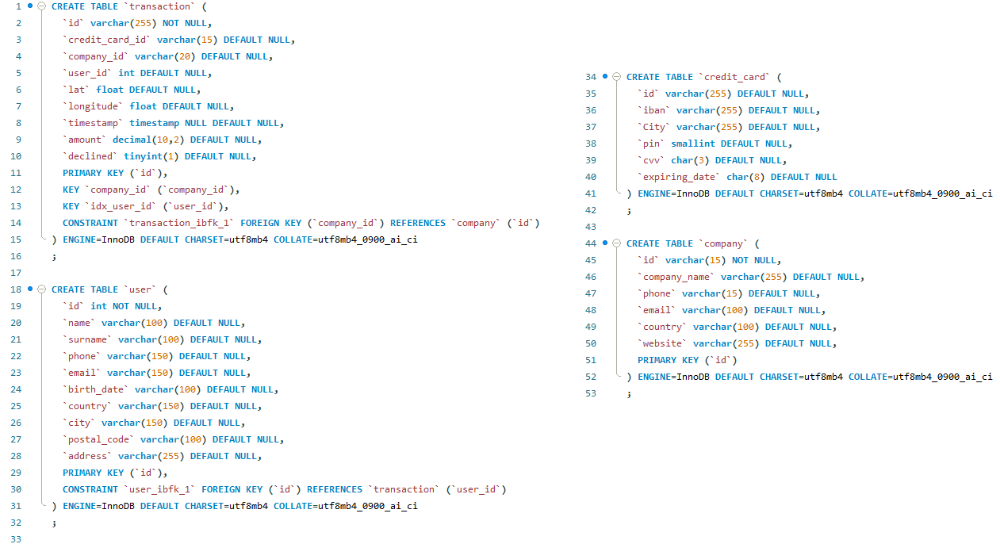 1 CREATE TABLE `transaction` (
2 `id` varchar(255) NOT NULL,
3 `credit_card_id` varchar(15) DEFAULT NULL,
4 `company_id` varchar(20) DEFAULT NULL,
5 `user_id` int DEFAULT NULL,
6 `lat` float DEFAULT NULL,
7 `longitude` float DEFAULT NULL,
8 `timestamp` timestamp NULL DEFAULT NULL,
9 `amount` decimal(10,2) DEFAULT NULL,
10 `declined` tinyint(1) DEFAULT NULL,
11 PRIMARY KEY (`id`),
12 KEY `company_id` (`company_id`),
13 KEY `idx_user_id` (`user_id`),
14 CONSTRAINT `transaction_ibfk_1` FOREIGN KEY (`company_id`) REFERENCES `company` (`id`)
15 ) ENGINE=InnoDB DEFAULT CHARSET=utf8mb4 COLLATE=utf8mb4_0900_ai_ci
16 ;
17
18 CREATE TABLE `user` (
19 `id` int NOT NULL,
20 `name` varchar(100) DEFAULT NULL,
21 `surname` varchar(100) DEFAULT NULL,
22 `phone` varchar(150) DEFAULT NULL,
23 `email` varchar(150) DEFAULT NULL,
24 `birth_date` varchar(100) DEFAULT NULL,
25 `country` varchar(150) DEFAULT NULL,
26 `city` varchar(150) DEFAULT NULL,
27 `postal_code` varchar(100) DEFAULT NULL,
28 `address` varchar(255) DEFAULT NULL,
29 PRIMARY KEY (`id`),
30 CONSTRAINT `user_ibfk_1` FOREIGN KEY (`id`) REFERENCES `transaction` (`user_id`)
31 ) ENGINE=InnoDB DEFAULT CHARSET=utf8mb4 COLLATE=utf8mb4_0900_ai_ci
32 ;
33
34 CREATE TABLE `credit_card` (
35 `id` varchar(255) DEFAULT NULL,
36 `iban` varchar(255) DEFAULT NULL,
37 `City` varchar(255) DEFAULT NULL,
38 `pin` smallint DEFAULT NULL,
39 `cvv` char(3) DEFAULT NULL,
40 `expiring_date` char(8) DEFAULT NULL
41 ) ENGINE=InnoDB DEFAULT CHARSET=utf8mb4 COLLATE=utf8mb4_0900_ai_ci
42 ;
43
44 CREATE TABLE `company` (
45 `id` varchar(15) NOT NULL,
46 `company_name` varchar(255) DEFAULT NULL,
47 `phone` varchar(15) DEFAULT NULL,
48 `email` varchar(100) DEFAULT NULL,
49 `country` varchar(100) DEFAULT NULL,
50 `website` varchar(255) DEFAULT NULL,
51 PRIMARY KEY (`id`)
52 ) ENGINE=InnoDB DEFAULT CHARSET=utf8mb4 COLLATE=utf8mb4_0900_ai_ci
53 ;